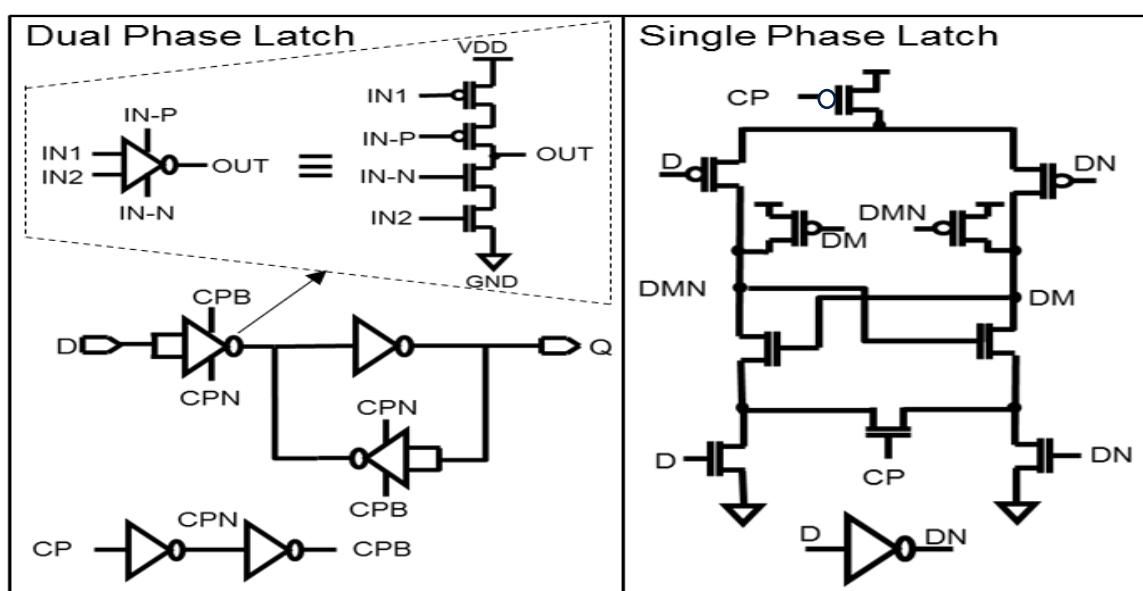 Dual Phase Latch
VDD
IN1
IN-P
IN-P
IN1
IN2
OUT
OUT
IN-N
IN-N
IN2
GND
CPB
D
Q
CPN
CPN
CPB
CP
CPN
CPB
Single Phase Latch
CP
D
DN
DMN
DM
DMN
DM
D
CP
DN
D
DN